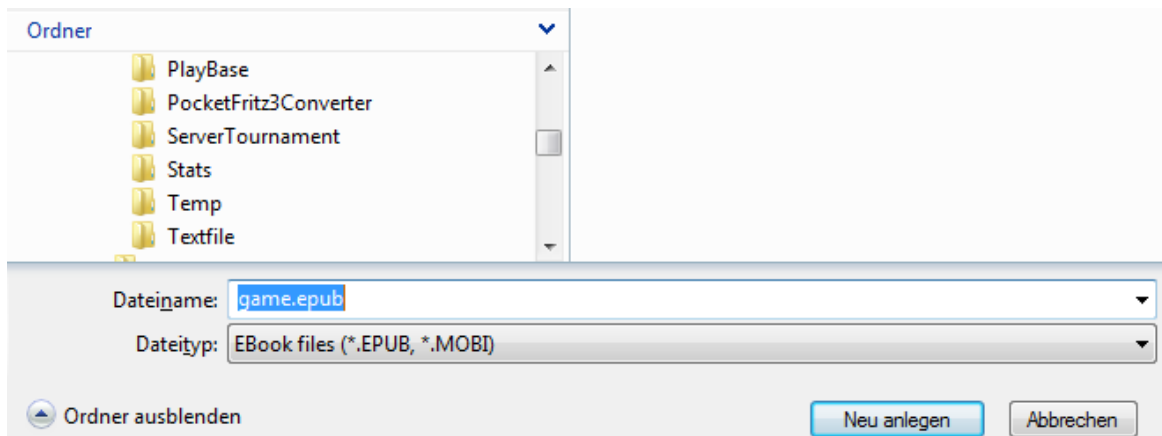 Ordner
PlayBase
PocketFritz3Converter
ServerTournament
Stats
Temp
Textfile
Dateiname: game.epub
Dateityp: EBook files (*.EPUB, *.MOBI)
Ordner ausblenden Neu anlegen Abbrechen